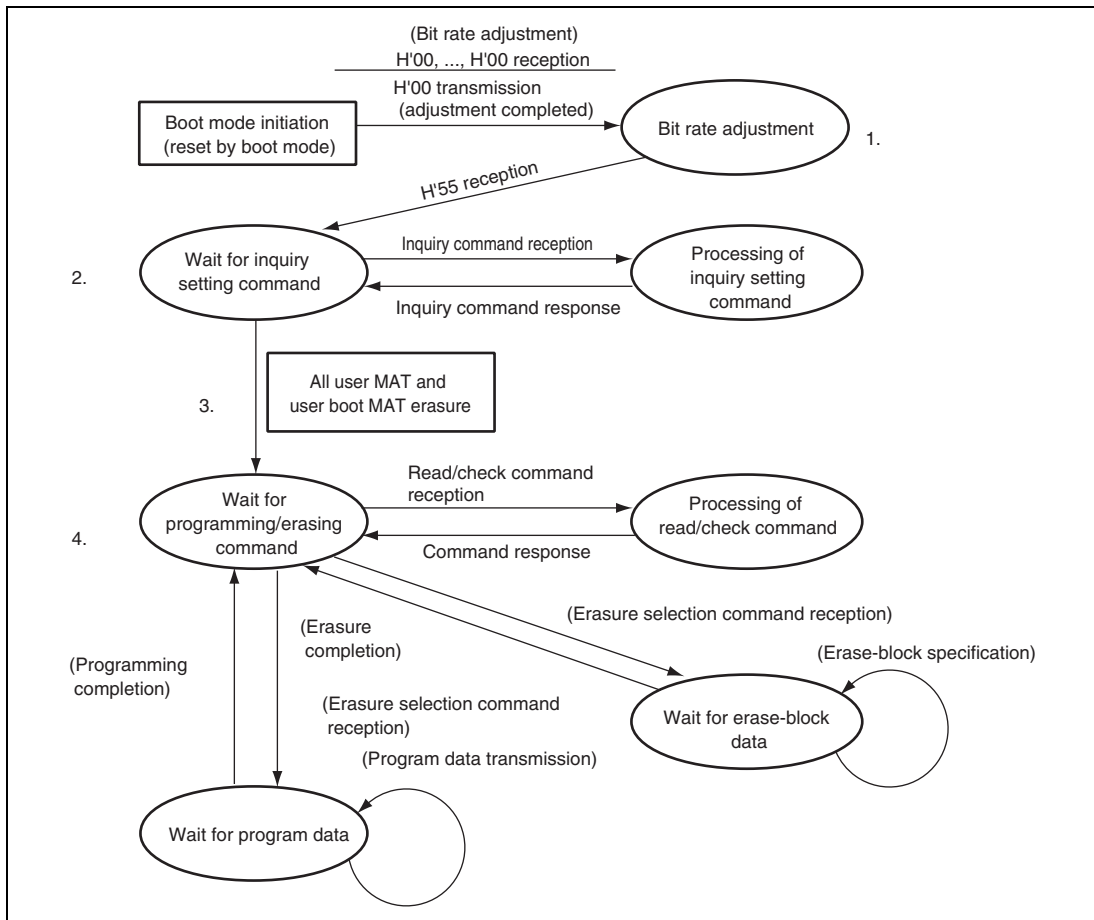 (Bit rate adjustment)
H'00, ..., H'00 reception
H'00 transmission
(adjustment completed)
Boot mode initiation
(reset by boot mode)
Bit rate adjustment
1.
H'55 reception
2.
Wait for inquiry
setting command
Inquiry command reception
Inquiry command response
Processing of
inquiry setting
command
3.
All user MAT and
user boot MAT erasure
4.
Wait for
programming/erasing
command
Read/check command
reception
Command response
Processing of
read/check command
(Erasure selection command reception)
(Erasure
completion)
(Programming
completion)
(Erase-block specification)
(Erasure selection command
reception)
Wait for erase-block
data
(Program data transmission)
Wait for program data